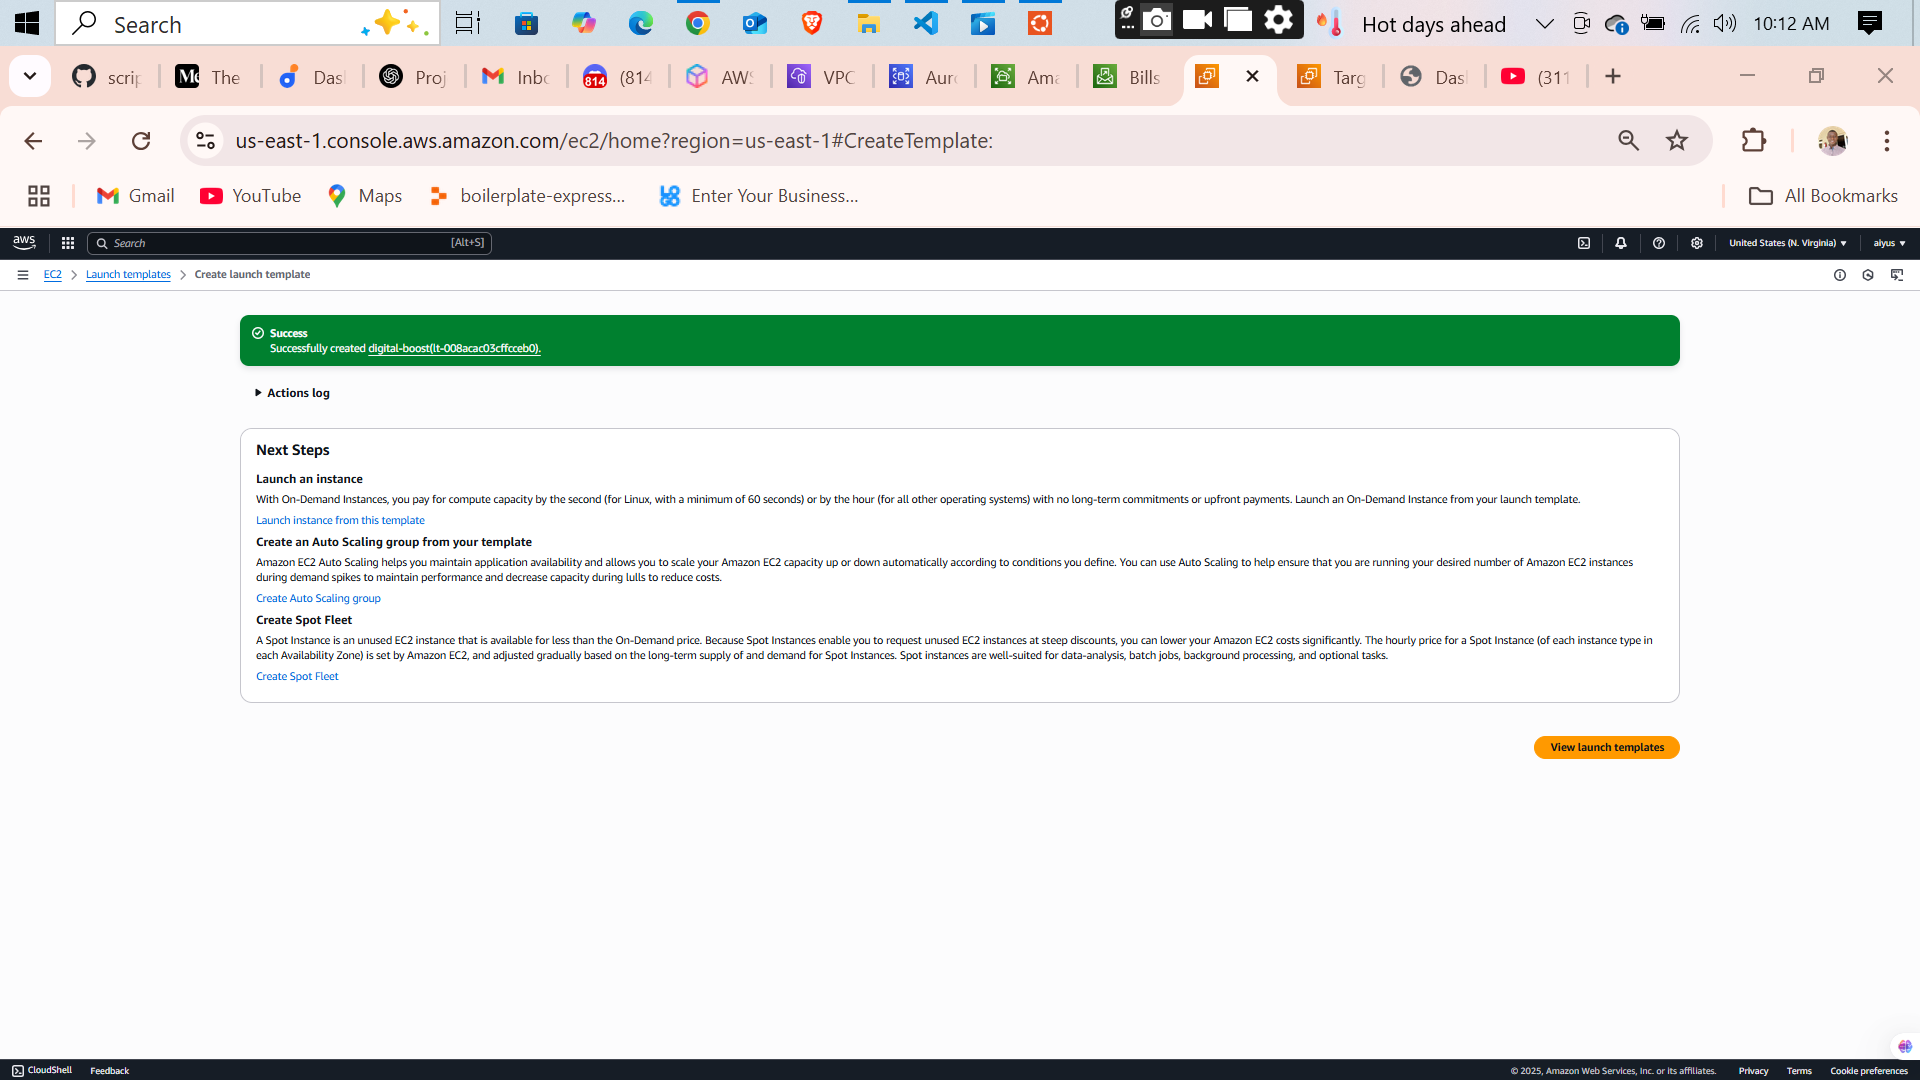 Search
Hot days ahead
10:12 AM
scrip
The
Das
Proj
Inbo
(814
AWS
VPC
Auro
Ama
Bills
Targ
Das
(311
us-east-1.console.aws.amazon.com/ec2/home?region=us-east-1#CreateTemplate:
Gmail
YouTube
Maps
boilerplate-express...
Enter Your Business...
All Bookmarks
aws
Search
[Alt+S]
United States (N. Virginia)
aiyus
EC2
Launch templates
Create launch template
Success
Successfully created digital-boost(lt-008acac03cffcceb0).
Actions log
Next Steps
Launch an instance
With On-Demand Instances, you pay for compute capacity by the second (for Linux, with a minimum of 60 seconds) or by the hour (for all other operating systems) with no long-term commitments or upfront payments. Launch an On-Demand Instance from your launch template.
Launch instance from this template
Create an Auto Scaling group from your template
Amazon EC2 Auto Scaling helps you maintain application availability and allows you to scale your Amazon EC2 capacity up or down automatically according to conditions you define. You can use Auto Scaling to help ensure that you are running your desired number of Amazon EC2 instances
during demand spikes to maintain performance and decrease capacity during lulls to reduce costs.
Create Auto Scaling group
Create Spot Fleet
A Spot Instance is an unused EC2 instance that is available for less than the On-Demand price. Because Spot Instances enable you to request unused EC2 instances at steep discounts, you can lower your Amazon EC2 costs significantly. The hourly price for a Spot Instance (of each instance type in
each Availability Zone) is set by Amazon EC2, and adjusted gradually based on the long-term supply of and demand for Spot Instances. Spot instances are well-suited for data-analysis, batch jobs, background processing, and optional tasks.
Create Spot Fleet
View launch templates
CloudShell
Feedback
© 2025, Amazon Web Services, Inc. or its affiliates.
Privacy
Terms
Cookie preferences